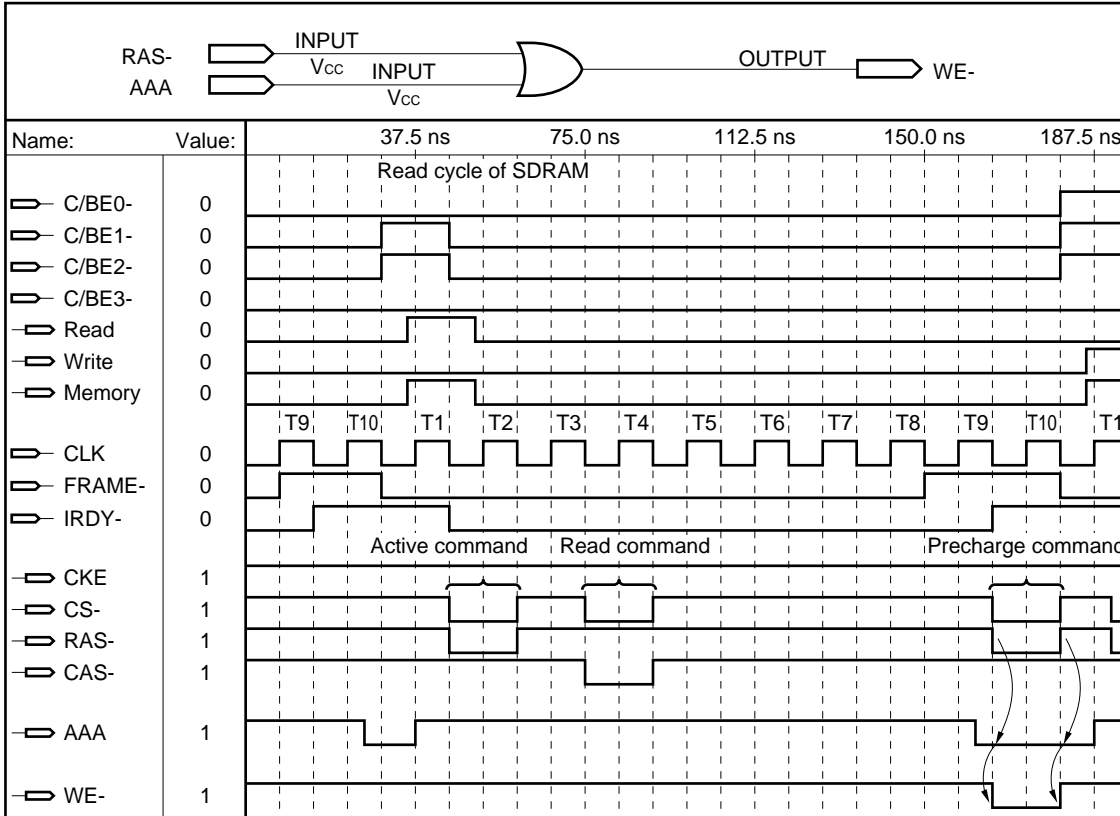 RAS-
INPUT
VCC
OUTPUT
WE-
AAA
INPUT
VCC
Name: Value: 37.5 ns 75.0 ns 112.5 ns 150.0 ns 187.5 ns
Read cycle of SDRAM
C/BE0- 0
C/BE1- 0
C/BE2- 0
C/BE3- 0
Read 0
Write 0
Memory 0
T9 T10 T1 T2 T3 T4 T5 T6 T7 T8 T9 T10 T1
CLK 0
FRAME- 0
IRDY- 0
Active command Read command Precharge command
CKE 1
CS- 1
RAS- 1
CAS- 1
AAA 1
WE- 1